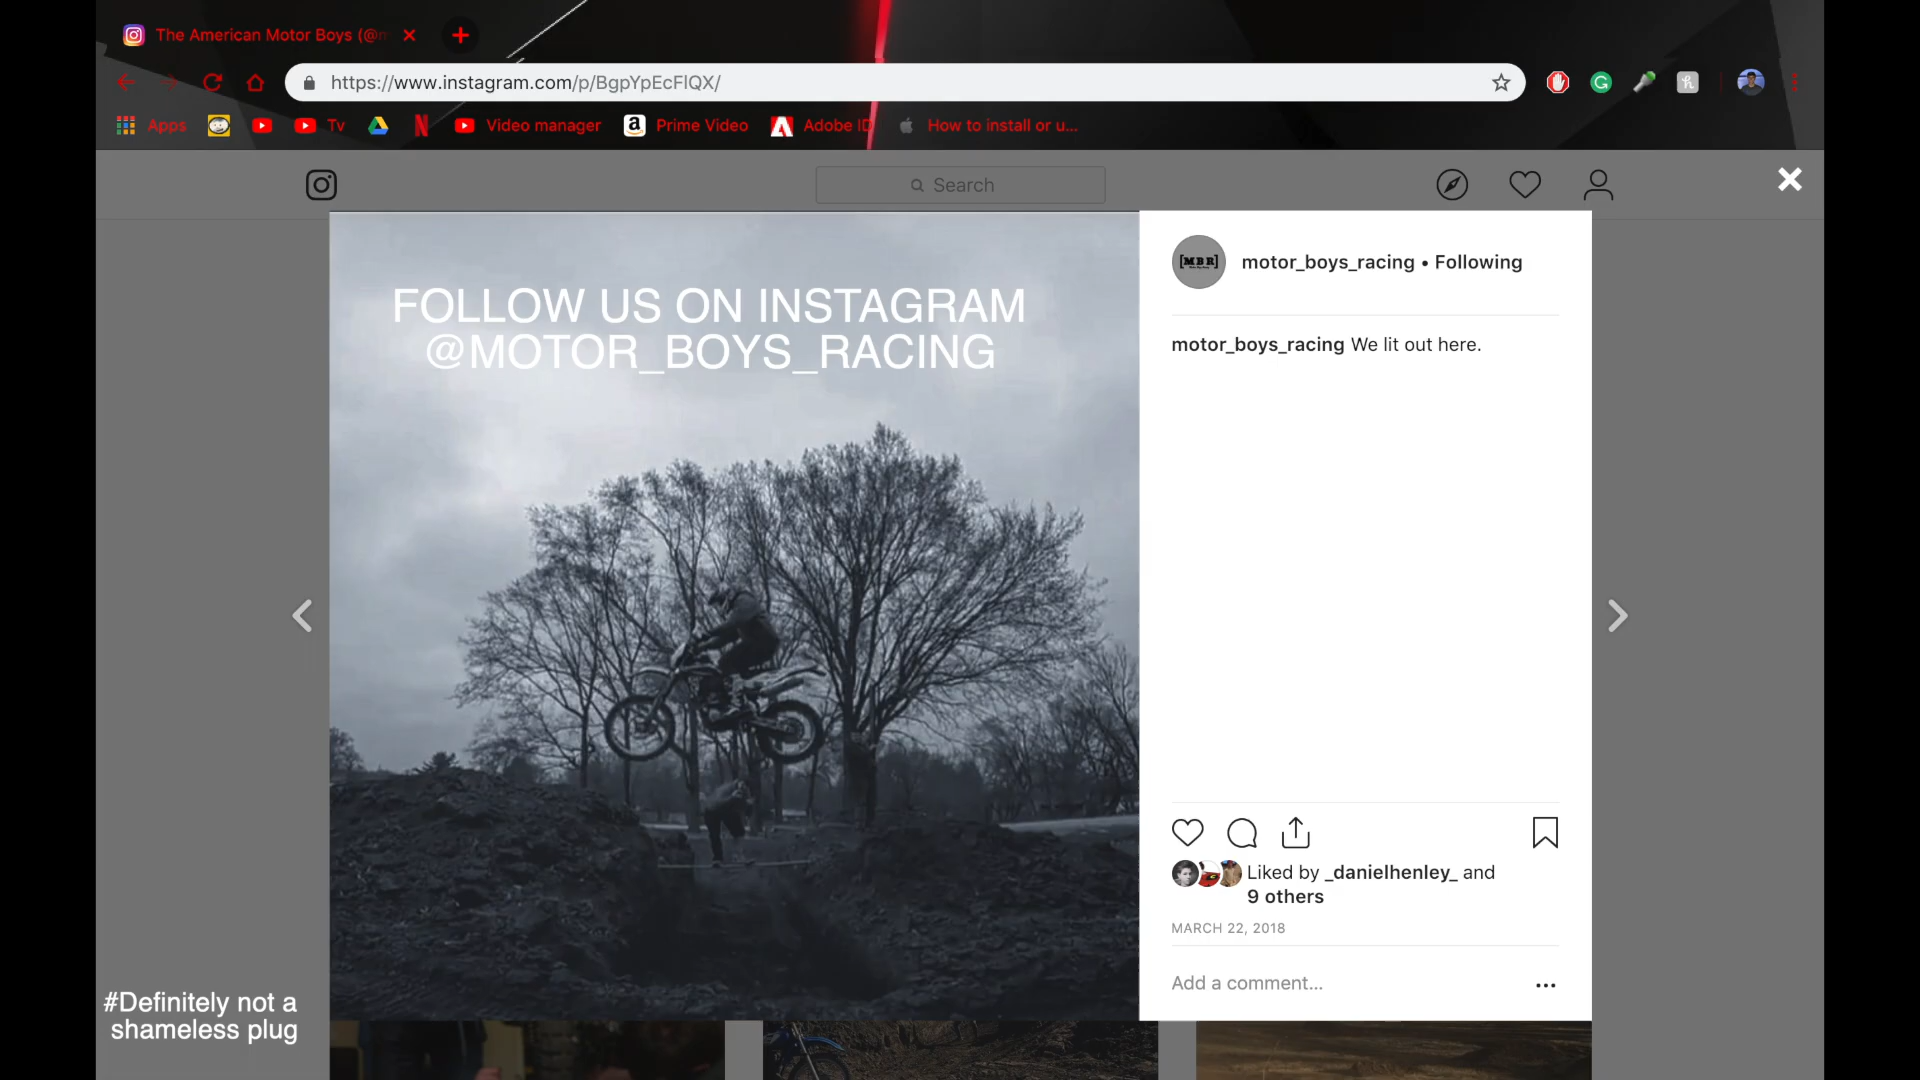 The American Motor Boys (@m
https://www.instagram.com/p/BgpYpEcFlQX/
Apps
Tv
Video manager
Prime Video
Adobe ID
How to install or u...
Search
FOLLOW US ON INSTAGRAM
@MOTOR_BOYS_RACING
[MBR]
motor_boys_racing • Following
motor_boys_racing We lit out here.
Liked by _danielhenley_ and
9 others
MARCH 22, 2018
Add a comment...
#Definitely not a
shameless plug